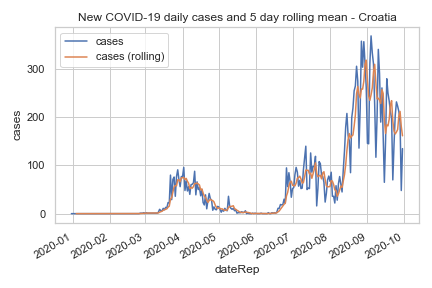 New COVID-19 daily cases and 5 day rolling mean - Croatia
cases
cases (rolling)
cases
300
200
100
0
2020-01
2020-02
2020-03
2020-04
2020-05
2020-06
2020-07
2020-08
2020-09
2020-10
dateRep